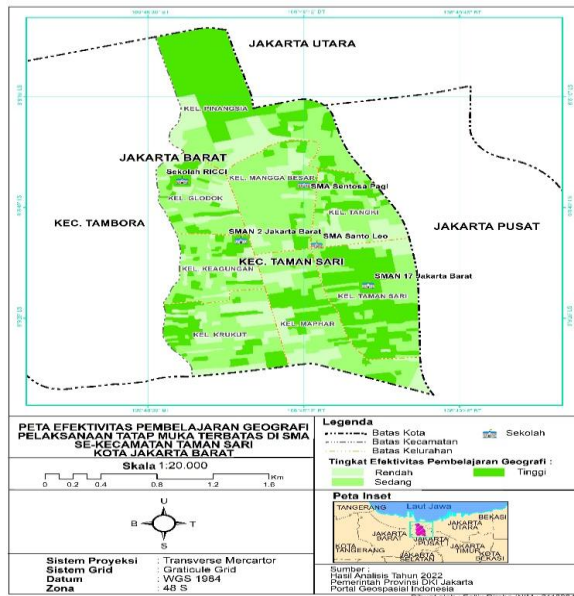 JAKARTA UTARA
KEL. PINANGSIA
JAKARTA BARAT
Sekolah RICCI
KEL. MANGGA BESAR
SMA Sentosa Pagi
KEL. GLODOK
KEL. TANGKI
KEC. TAMBORA
JAKARTA PUSAT
SMAN 2 Jakarta Barat
SMA Santo Leo
KEC. TAMAN SARI
KEL. KEAGUNGAN
SMAN 17 Jakarta Barat
KEL. TAMAN SARI
KEL. KRUKUT
KEL. MAPHAR
PETA EFEKTIVITAS PEMBELAJARAN GEOGRAFI
PELAKSANAAN TATAP MUKA TERBATAS DI SMA
SE-KECAMATAN TAMAN SARI
KOTA JAKARTA BARAT
Skala 1:20.000
Km
0 0.2 0.4 0.8 1.2 1.6
U
B T
S
Sistem Proyeksi : Transverse Mercartor
Sistem Grid : Graticule Grid
Datum : WGS 1984
Zona : 48 S
Legenda
Batas Kota
Sekolah
Batas Kecamatan
Batas Kelurahan
Tingkat Efektivitas Pembelajaran Geografi :
Rendah
Tinggi
Sedang
Peta Inset
TANGERANG
Laut Jawa
BEKASI
JAKARTA
UTARA
JAKARTA
BARAT
JAKARTA
PUSAT
KOTA
TANGERANG
JAKARTA
TIMUR
KOTA
BEKASI
JAKARTA
SELATAN
Sumber :
Hasil Analisis Tahun 2022
Pemerintah Provinsi DKI Jakarta
Portal Geospasial Indonesia